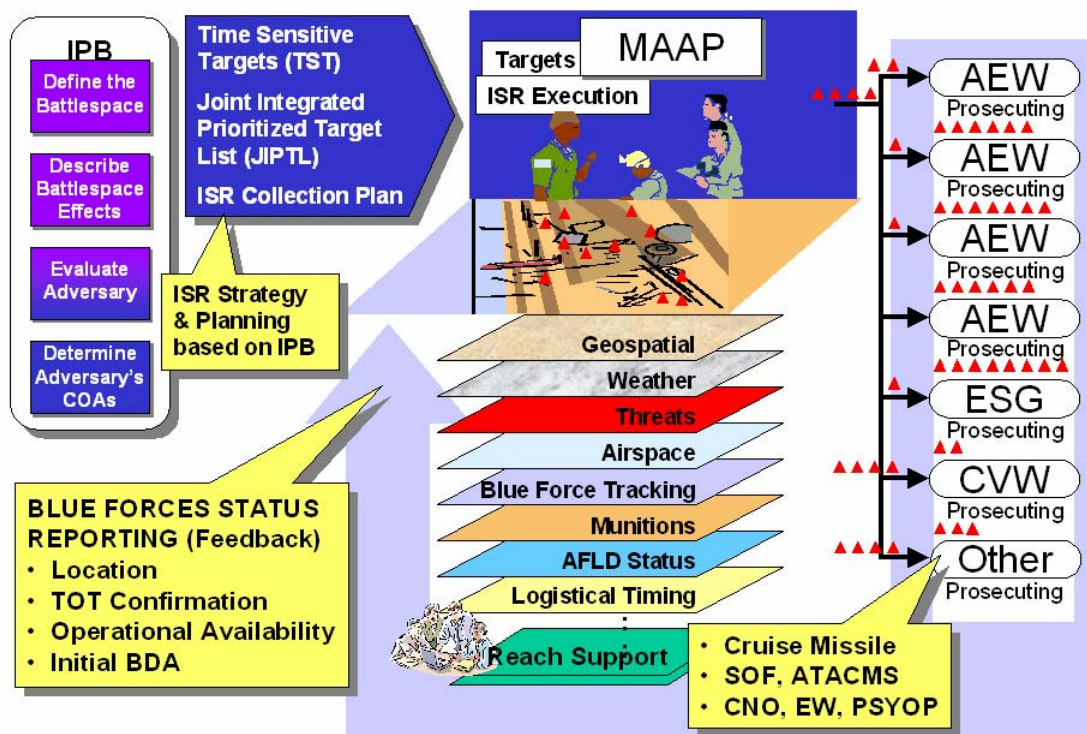 IPB
Define the
Battlespace
Describe
Battlespace
Effects
Evaluate
Adversary
Determine
Adversary's
COAs
Time Sensitive
Targets (TST)
Joint Integrated
Prioritized Target
List (JIPTL)
ISR Collection Plan
ISR Strategy
& Planning
based on IPB
MAAP
Targets
ISR Execution
Geospatial
Weather
Threats
Airspace
Blue Force Tracking
Munitions
AFLD Status
Logistical Timing
Reach Support
BLUE FORCES STATUS
REPORTING (Feedback)
• Location
• TOT Confirmation
• Operational Availability
• Initial BDA
AEW
Prosecuting
AEW
Prosecuting
AEW
Prosecuting
AEW
Prosecuting
ESG
Prosecuting
CVW
Prosecuting
Other
Prosecuting
• Cruise Missile
• SOF, ATACMS
• CNO, EW, PSYOP